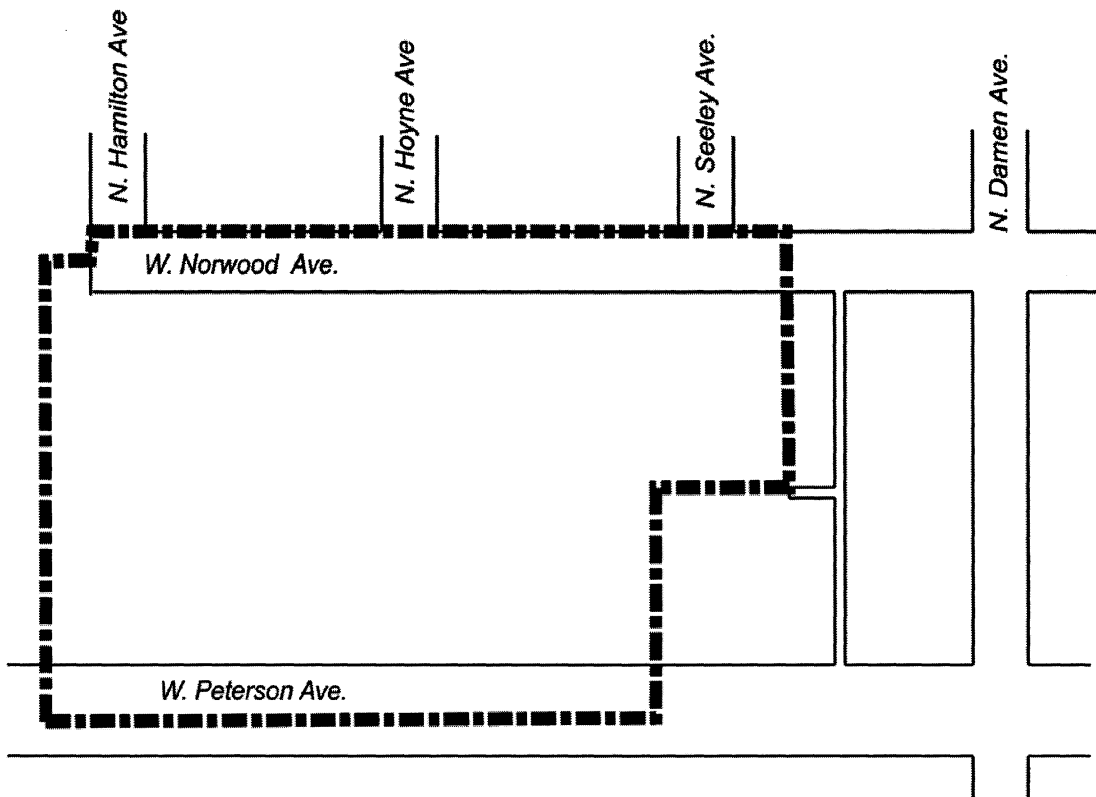 N. Hamilton Ave
N. Hoyne Ave
N. Seeley Ave.
N. Damen Ave.
W. Norwood Ave.
W. Peterson Ave.